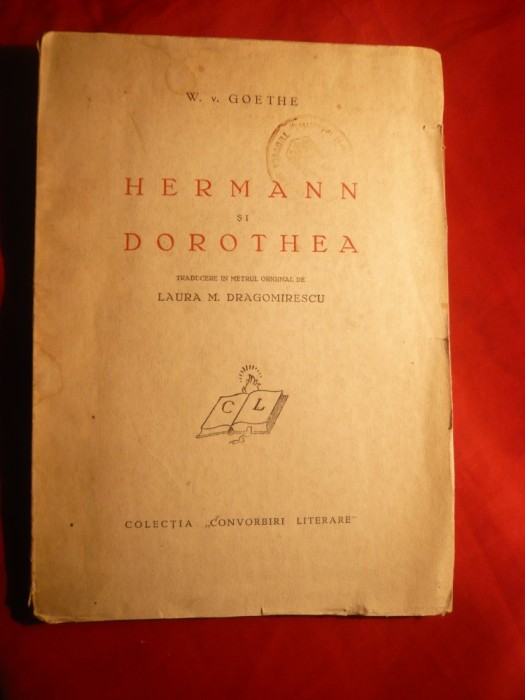 W. v. GOETHE
HERMANN
ȘI
DOROTHEA
TRADUCERE IN METRUL ORIGINAL DE
LAURA M. DRAGOMIRESCU
C L
COLECȚIA „CONVORBIRI LITERARE"